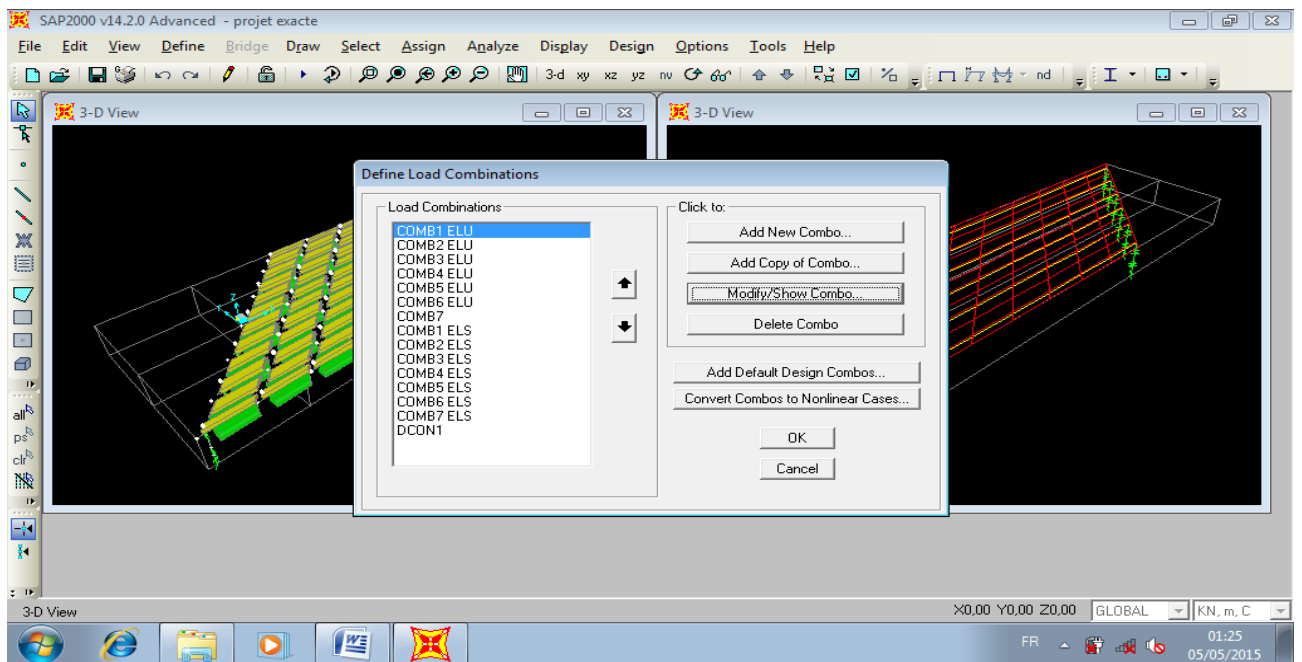 SAP2000 v14.2.0 Advanced - projet exacte
File Edit View Define Bridge Draw Select Assign Analyze Display Design Options Tools Help
3-d xy xz yz nv nd
3-D View
3-D View
Define Load Combinations
Load Combinations
COMB1 ELU
COMB2 ELU
COMB3 ELU
COMB4 ELU
COMB5 ELU
COMB6 ELU
COMB7
COMB1 ELS
COMB2 ELS
COMB3 ELS
COMB4 ELS
COMB5 ELS
COMB6 ELS
COMB7 ELS
DCON1
Click to:
Add New Combo...
Add Copy of Combo...
Modify/Show Combo...
Delete Combo
Add Default Design Combos...
Convert Combos to Nonlinear Cases...
OK
Cancel
Z
all
ps
clr
3-D View
X0,00 Y0,00 Z0,00
GLOBAL
KN, m, C
FR
01:25
05/05/2015